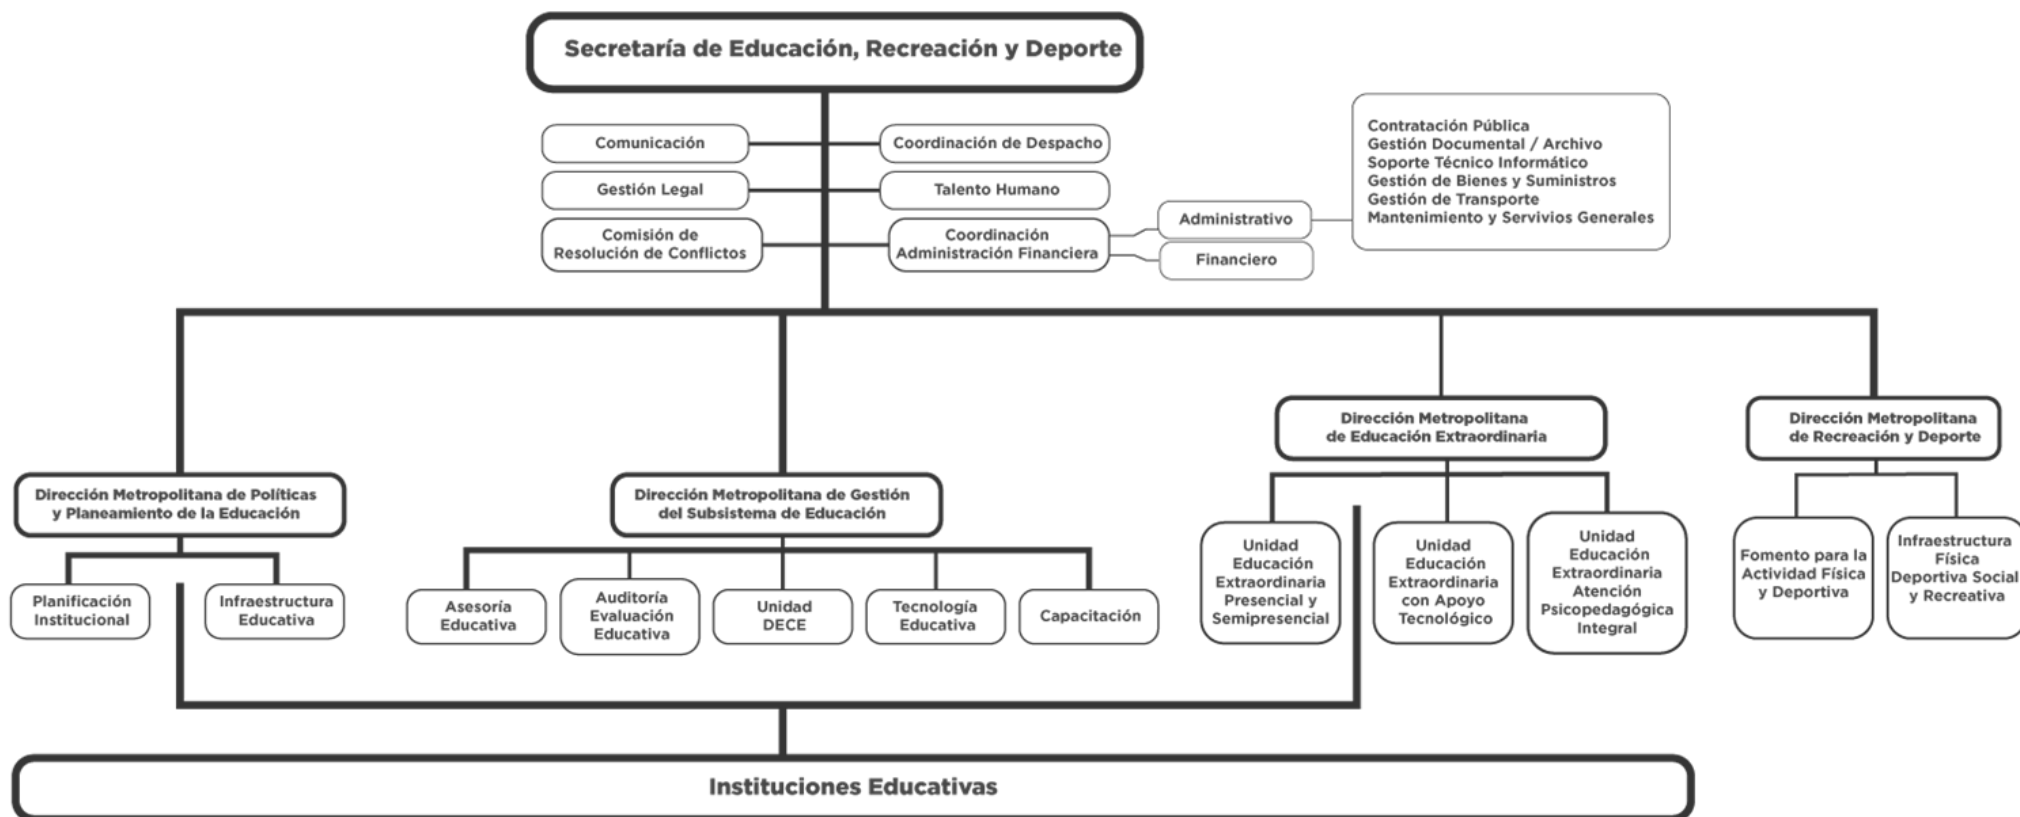 Secretaría de Educación, Recreación y Deporte
Comunicación
Coordinación de Despacho
Gestión Legal
Talento Humano
Comisión de
Resolución de Conflictos
Coordinación
Administración Financiera
Administrativo
Financiero
Contratación Pública
Gestión Documental / Archivo
Soporte Técnico Informático
Gestión de Bienes y Suministros
Gestión de Transporte
Mantenimiento y Servivios Generales
Dirección Metropolitana de Políticas
y Planeamiento de la Educación
Planificación
Institucional
Infraestructura
Educativa
Dirección Metropolitana de Gestión
del Subsistema de Educación
Asesoría
Educativa
Auditoría
Evaluación
Educativa
Unidad
DECE
Tecnología
Educativa
Capacitación
Dirección Metropolitana
de Educación Extraordinaria
Unidad
Educación
Extraordinaria
Presencial y
Semipresencial
Unidad
Educación
Extraordinaria
con Apoyo
Tecnológico
Unidad
Educación
Extraordinaria
Atención
Psicopedagógica
Integral
Dirección Metropolitana
de Recreación y Deporte
Fomento para la
Actividad Física
y Deportiva
Infraestructura
Física
Deportiva Social
y Recreativa
Instituciones Educativas